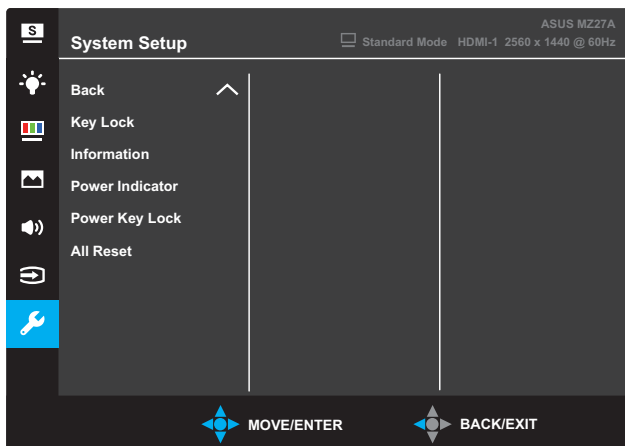 S
ASUS MZ27A
System Setup
Standard Mode HDMI-1 2560 x 1440 @ 60Hz
Back
Key Lock
Information
Power Indicator
Power Key Lock
All Reset
MOVE/ENTER BACK/EXIT